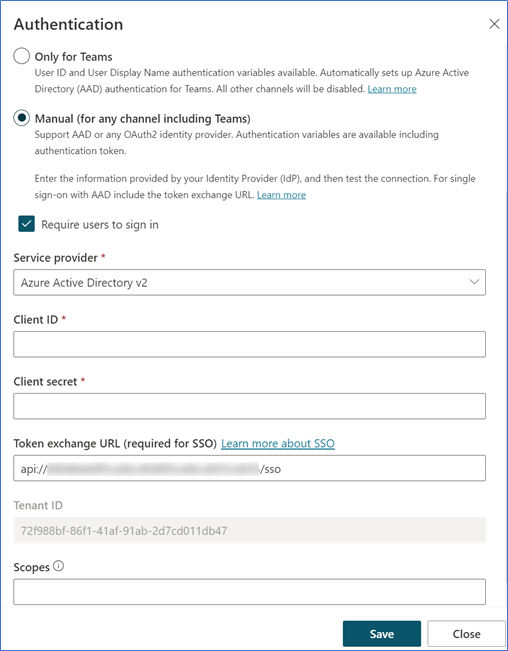 Authentication
Only for Teams
User ID and User Display Name authentication variables available. Automatically sets up Azure Active
Directory (AAD) authentication for Teams. All other channels will be disabled. Learn more
Manual (for any channel including Teams)
Support AAD or any OAuth2 identity provider. Authentication variables are available including
authentication token.
Enter the information provided by your Identity Provider (IdP), and then test the connection. For single
sign-on with AAD include the token exchange URL. Learn more
Require users to sign in
Service provider *
Azure Active Directory v2
Client ID *
Client secret *
Token exchange URL (required for SSO) Learn more about SSO
api:// /sso
Tenant ID
72f988bf-86f1-41af-91ab-2d7cd011db47
Scopes
Save Close